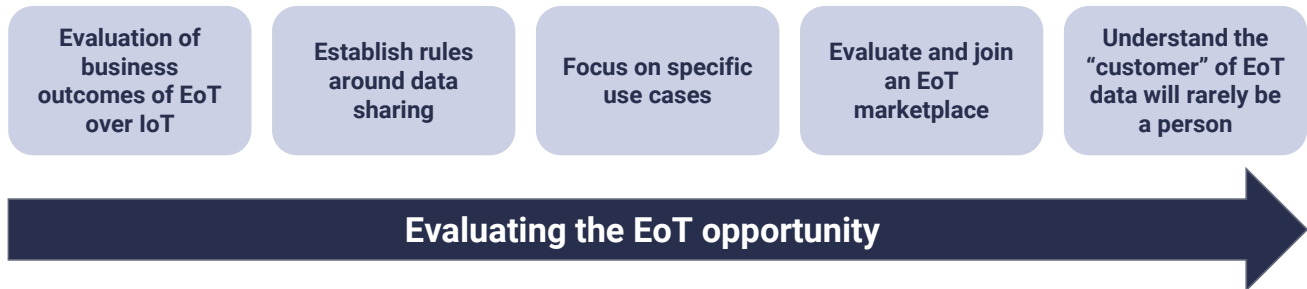 Evaluation of
business
outcomes of EoT
over IoT
Establish rules
around data
sharing
Focus on specific
use cases
Evaluate and join
an EoT
marketplace
Understand the
“customer” of EoT
data will rarely be
a person
Evaluating the EoT opportunity